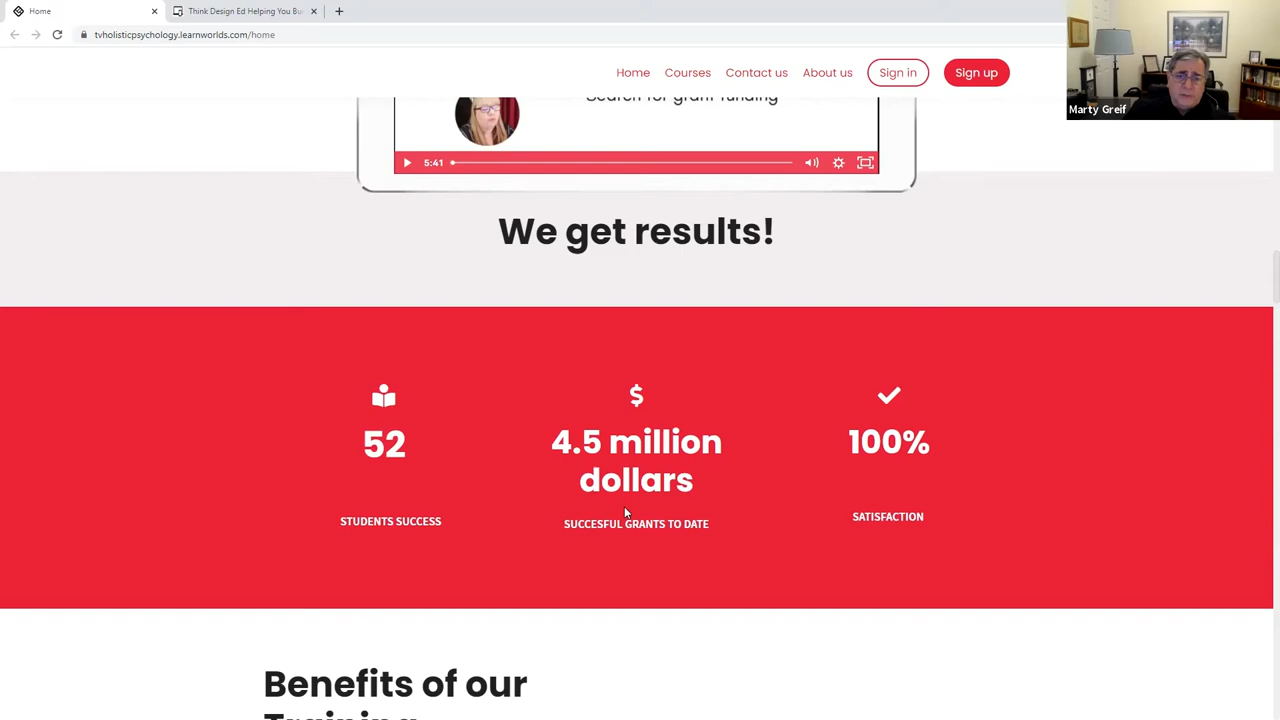 Home
Think Design Ed Helping You Bu
tvholisticpsychology.learnworlds.com/home
Home Courses Contact us About us Sign in Sign up
Marty Greif
Search for grant funding
5:41
We get results!
52
STUDENTS SUCCESS
4.5 million
dollars
SUCCESFUL GRANTS TO DATE
100%
SATISFACTION
Benefits of our
Training